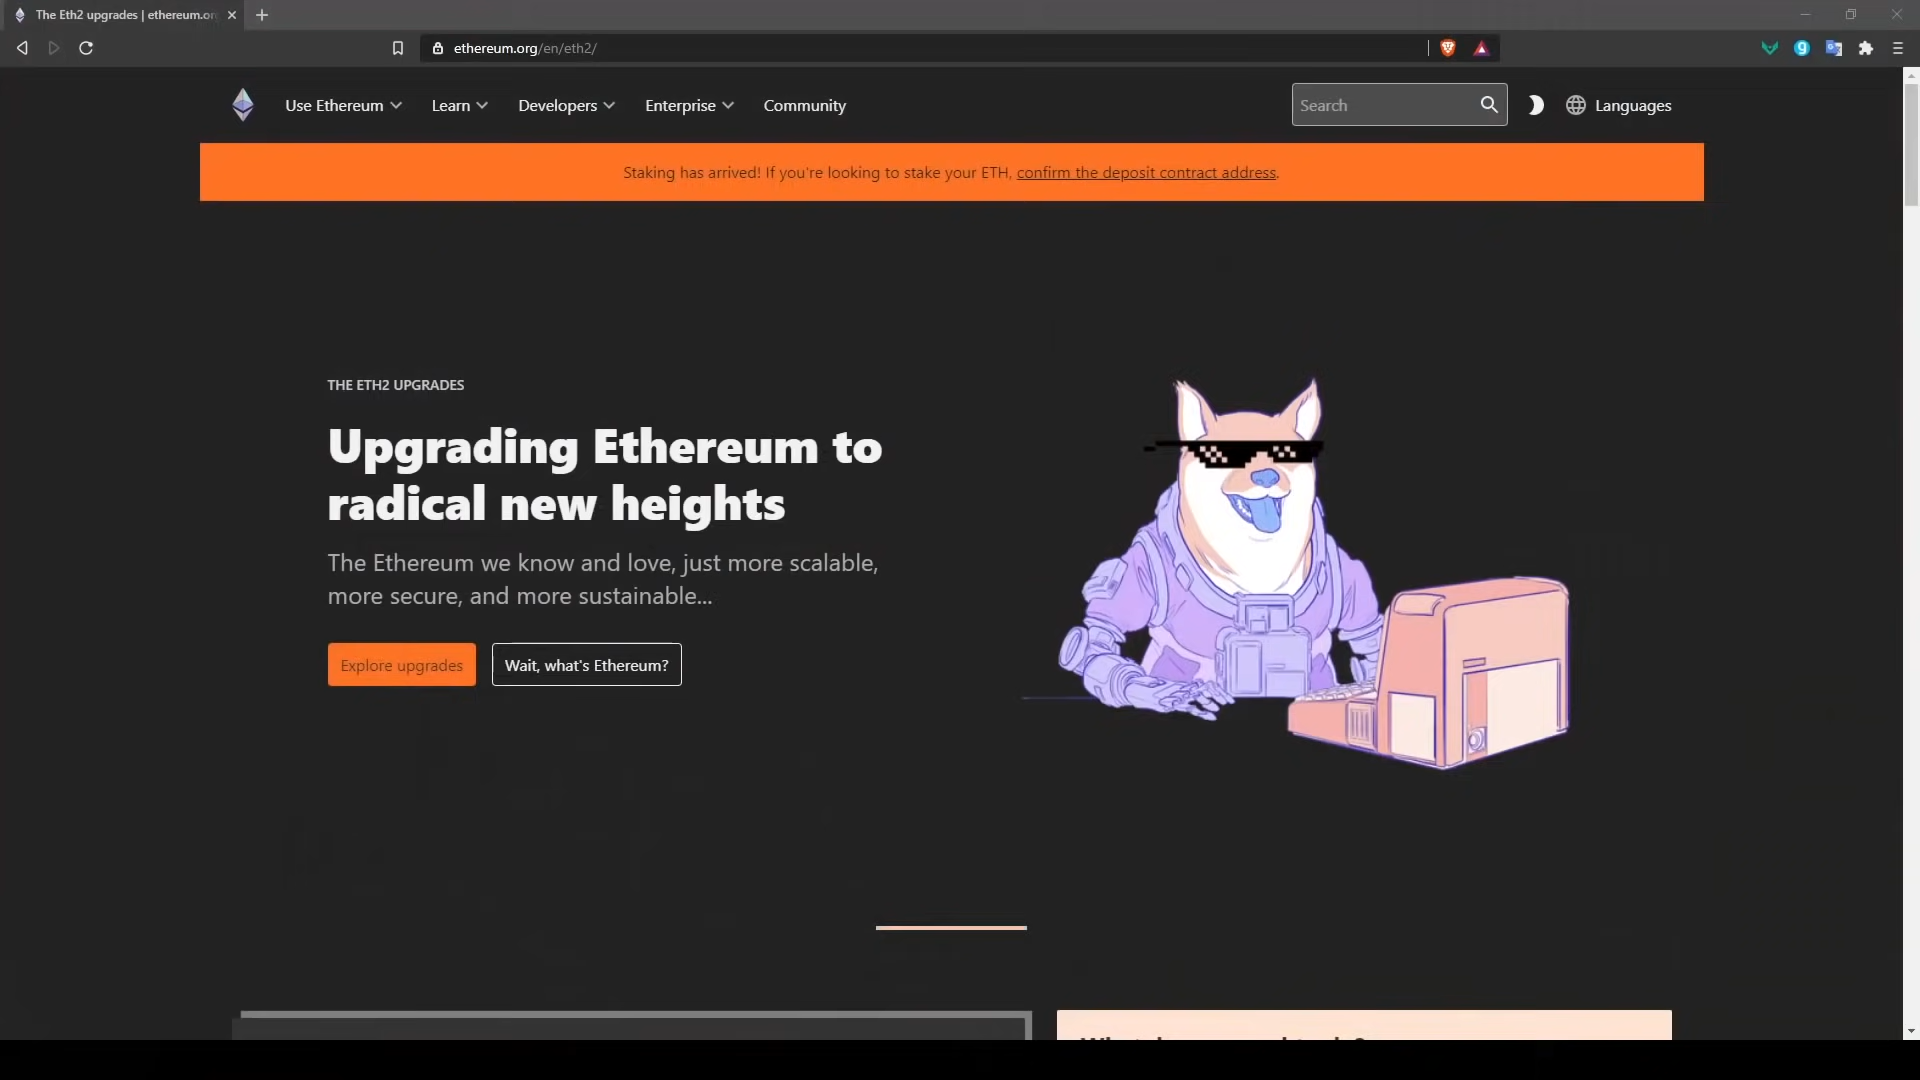 The Eth2 upgrades | ethereum.or
ethereum.org/en/eth2/
Use Ethereum Learn Developers Enterprise Community Search Languages
Staking has arrived! If you're looking to stake your ETH, confirm the deposit contract address.
THE ETH2 UPGRADES
Upgrading Ethereum to
radical new heights
The Ethereum we know and love, just more scalable,
more secure, and more sustainable...
Explore upgrades Wait, what's Ethereum?